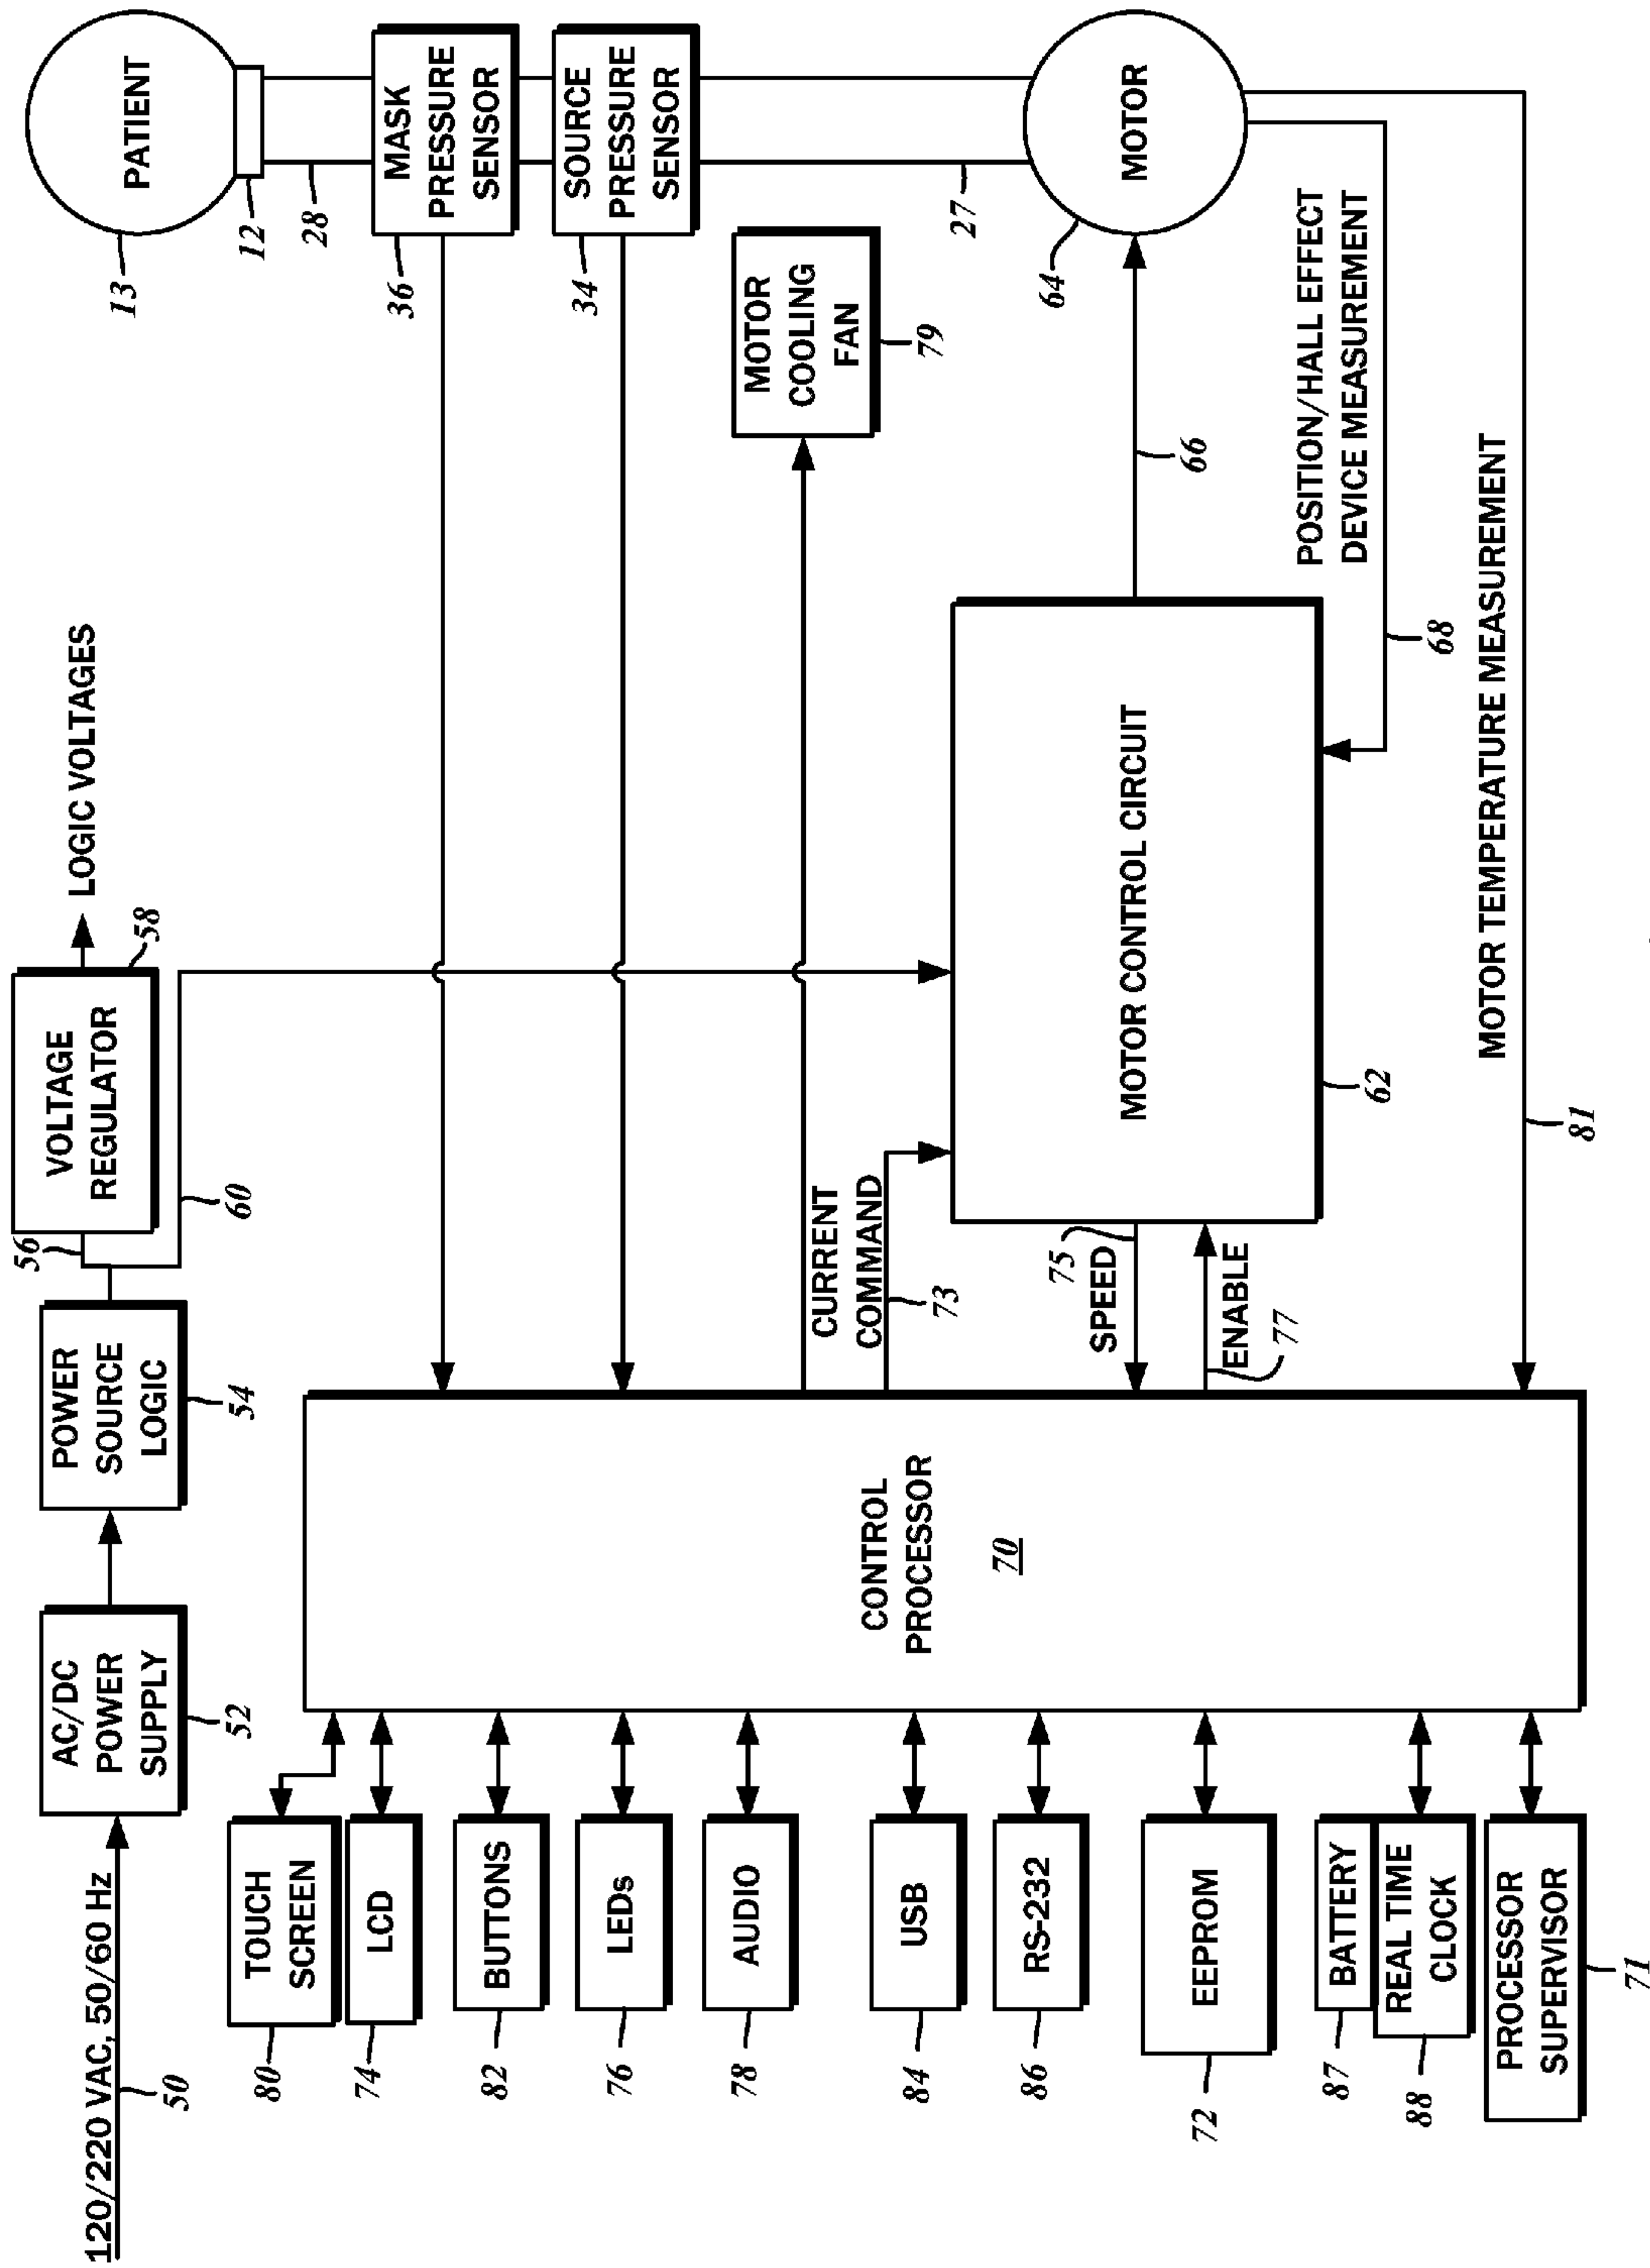 120/220 VAC, 50/60 Hz
50
AC/DC
POWER
SUPPLY
52
POWER
SOURCE
LOGIC
54
56
VOLTAGE
REGULATOR
58
LOGIC VOLTAGES
60
PATIENT
13
12
28
MASK
PRESSURE
SENSOR
36
SOURCE
PRESSURE
SENSOR
34
27
MOTOR
COOLING
FAN
79
MOTOR
64
66
POSITION/HALL EFFECT
DEVICE MEASUREMENT
68
MOTOR CONTROL CIRCUIT
62
CURRENT
COMMAND
73
75
SPEED
ENABLE
77
MOTOR TEMPERATURE MEASUREMENT
81
CONTROL
PROCESSOR
70
TOUCH
SCREEN
80
LCD
74
BUTTONS
82
LEDs
76
AUDIO
78
USB
84
RS-232
86
EEPROM
72
BATTERY
87
REAL TIME
CLOCK
88
PROCESSOR
SUPERVISOR
71